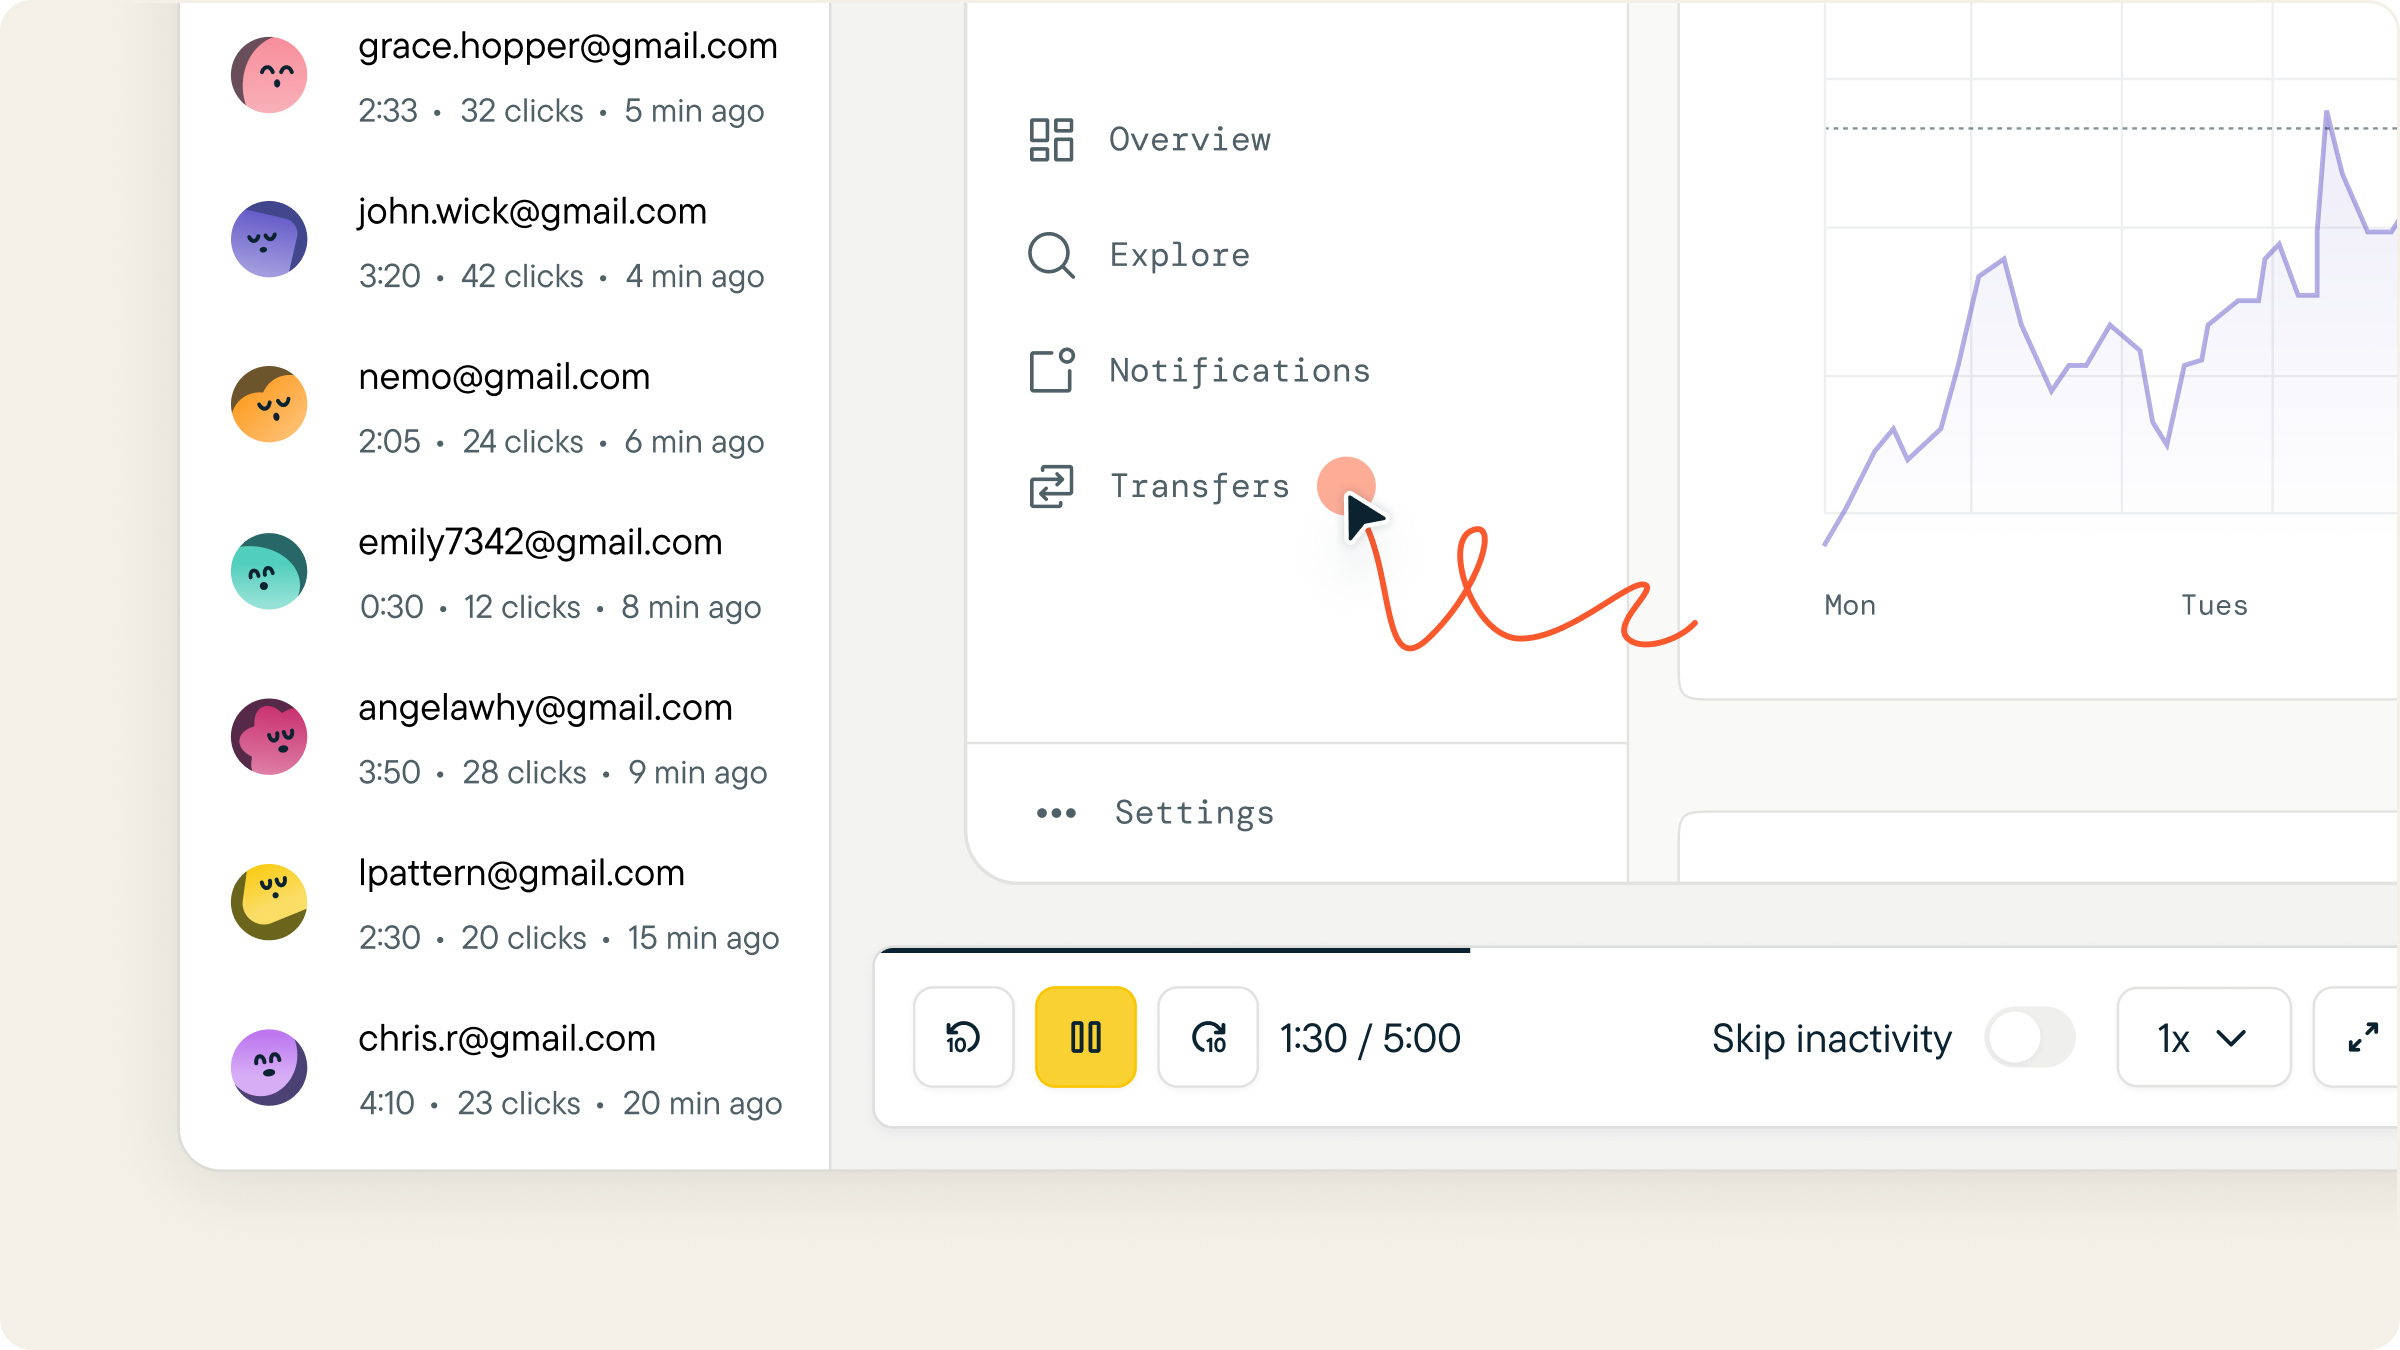 grace.hopper@gmail.com
2:33 • 32 clicks • 5 min ago
john.wick@gmail.com
3:20 • 42 clicks • 4 min ago
nemo@gmail.com
2:05 • 24 clicks • 6 min ago
emily7342@gmail.com
0:30 • 12 clicks • 8 min ago
angelawhy@gmail.com
3:50 • 28 clicks • 9 min ago
lpattern@gmail.com
2:30 • 20 clicks • 15 min ago
chris.r@gmail.com
4:10 • 23 clicks • 20 min ago
Overview
Explore
Notifications
Transfers
Settings
Mon Tues
10 10 1:30 / 5:00 Skip inactivity 1x